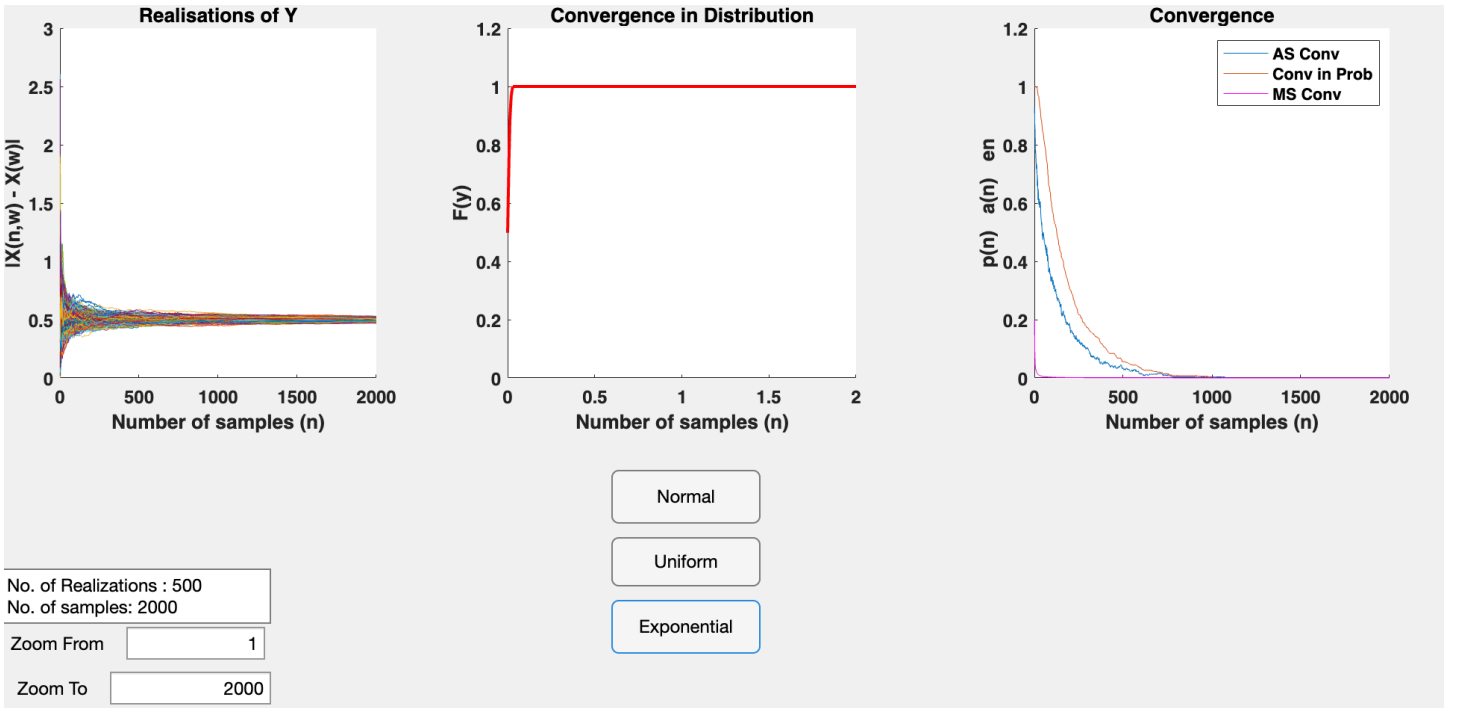 Realisations of Y
3
2.5
2
1.5
1
0.5
0
0 500 1000 1500 2000
Number of samples (n)
|X(n,w) - X(w)|
Convergence in Distribution
1.2
1
0.8
0.6
0.4
0.2
0
0 0.5 1 1.5 2
Number of samples (n)
F(y)
Convergence
1.2
1
0.8
0.6
0.4
0.2
0
0 500 1000 1500 2000
Number of samples (n)
p(n) a(n) en
AS Conv
Conv in Prob
MS Conv
Normal
Uniform
Exponential
No. of Realizations : 500
No. of samples: 2000
Zoom From 1
Zoom To 2000